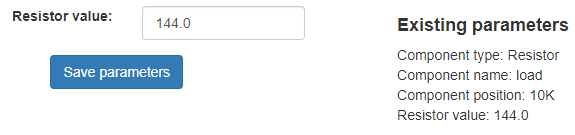 Resistor value:
144.0
Save parameters
Existing parameters
Component type: Resistor
Component name: load
Component position: 10K
Resistor value: 144.0